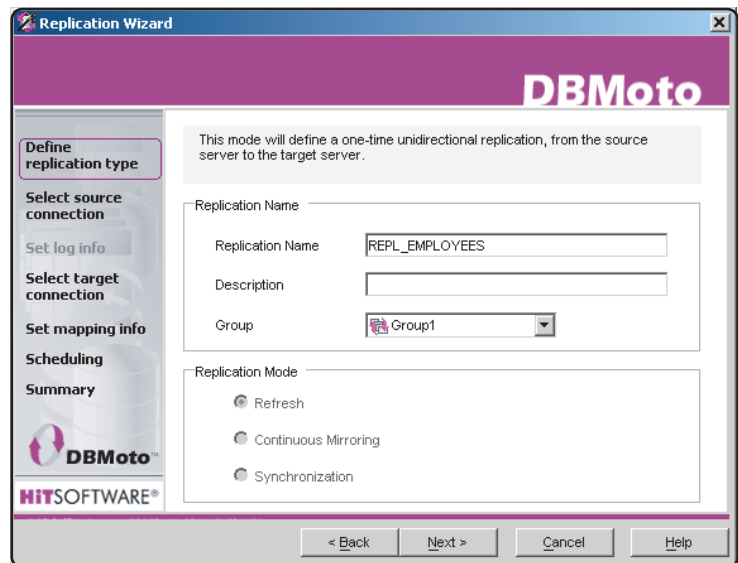 Replication Wizard
DBMoto
Define
replication type
Select source
connection
Set log info
Select target
connection
Set mapping info
Scheduling
Summary
DBMoto™
HiTSOFTWARE®
This mode will define a one-time unidirectional replication, from the source
server to the target server.
Replication Name
Replication Name REPL_EMPLOYEES
Description
Group Group1
Replication Mode
Refresh
Continuous Mirroring
Synchronization
< Back Next > Cancel Help